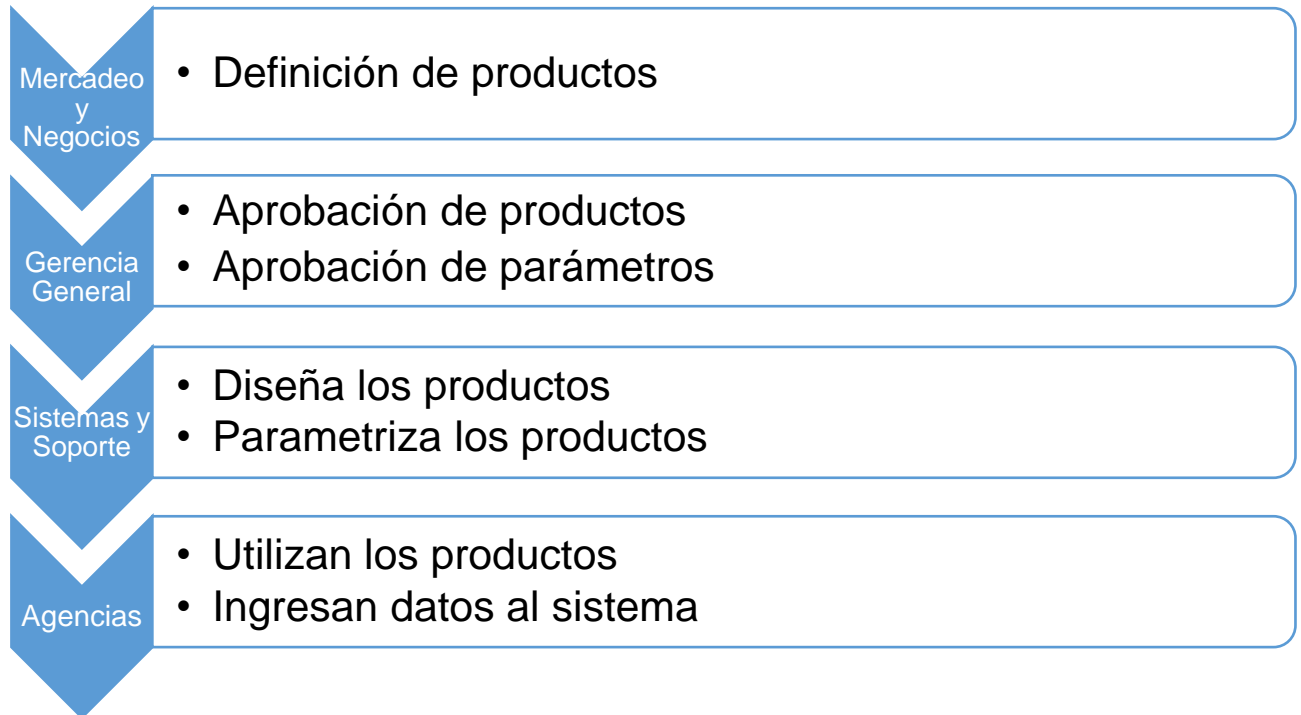 Mercadeo
y
Negocios
• Definición de productos
Gerencia
General
• Aprobación de productos
• Aprobación de parámetros
Sistemas y
Soporte
• Diseña los productos
• Parametriza los productos
Agencias
• Utilizan los productos
• Ingresan datos al sistema